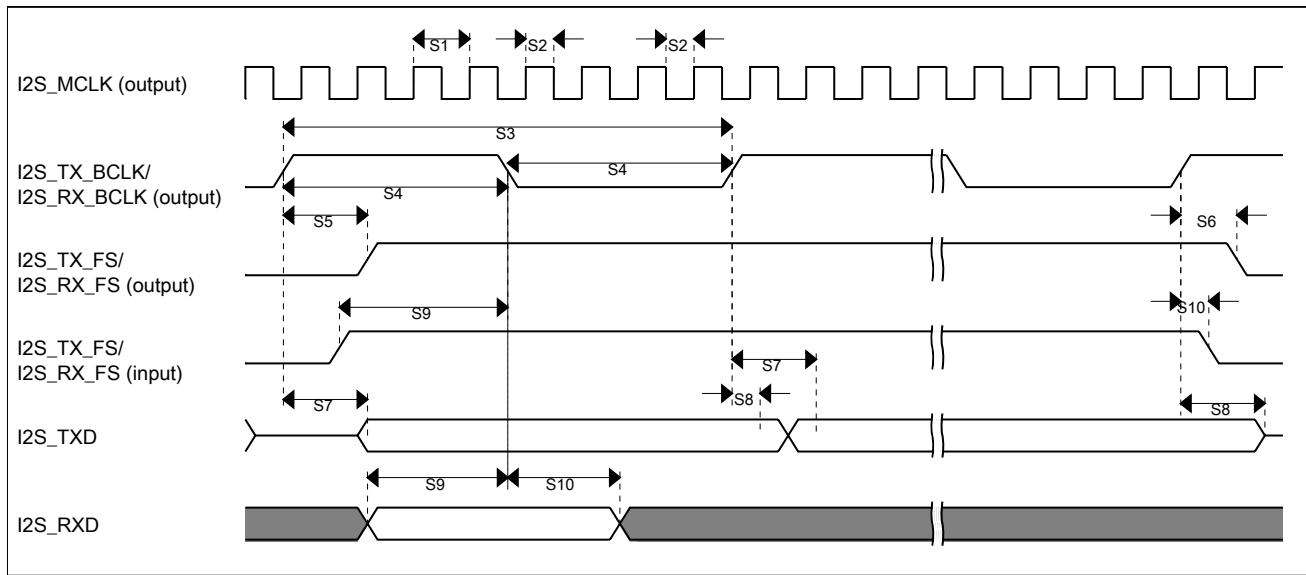 S1
S2
S2
I2S_MCLK (output)
S3
I2S_TX_BCLK/
I2S_RX_BCLK (output)
S4
S4
S5
S6
I2S_TX_FS/
I2S_RX_FS (output)
S9
S10
I2S_TX_FS/
I2S_RX_FS (input)
S7
S7
S8
S8
I2S_TXD
S9
S10
I2S_RXD